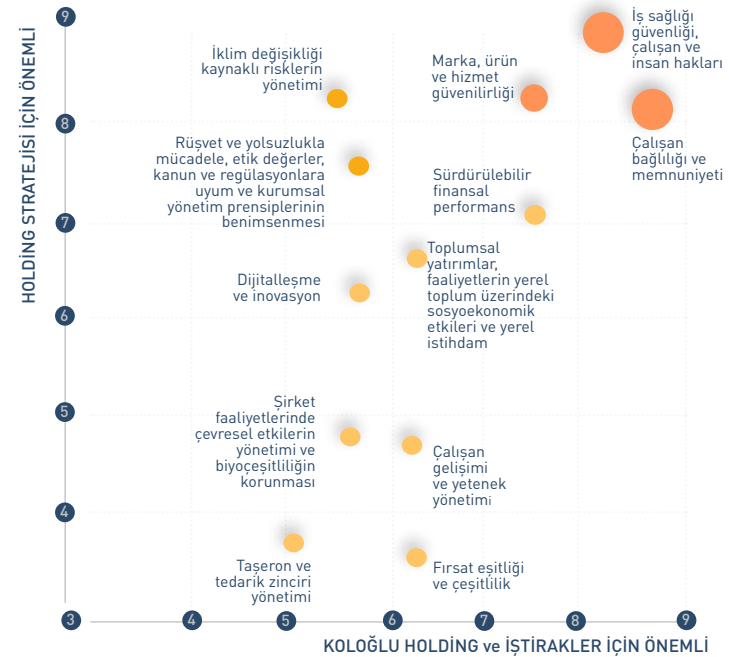 9
İş sağlığı
güvenliği,
çalışan ve
insan hakları
İklim değişikliği
kaynaklı risklerin
yönetimi
Marka, ürün
ve hizmet
güvenilirliği
8
Çalışan
bağlılığı ve
memnuniyeti
Rüşvet ve yolsuzlukla
mücadele, etik değerler,
kanun ve regülasyonlara
uyum ve kurumsal
yönetim prensiplerinin
benimsenmesi
Sürdürülebilir
finansal
performans
7
Toplumsal
yatırımlar,
faaliyetlerin yerel
toplum üzerindeki
sosyoekonomik
etkileri ve yerel
istihdam
Dijitalleşme
ve inovasyon
6
5
Şirket
faaliyetlerinde
çevresel etkilerin
yönetimi ve
biyoçeşitliliğin
korunması
Çalışan
gelişimi
ve yetenek
yönetimi
4
Taşeron ve
tedarik zinciri
yönetimi
Fırsat eşitliği
ve çeşitlilik
3 4 5 6 7 8 9
HOLDİNG STRATEJİSİ İÇİN ÖNEMLİ
KOLOĞLU HOLDİNG ve İŞTİRAKLER İÇİN ÖNEMLİ